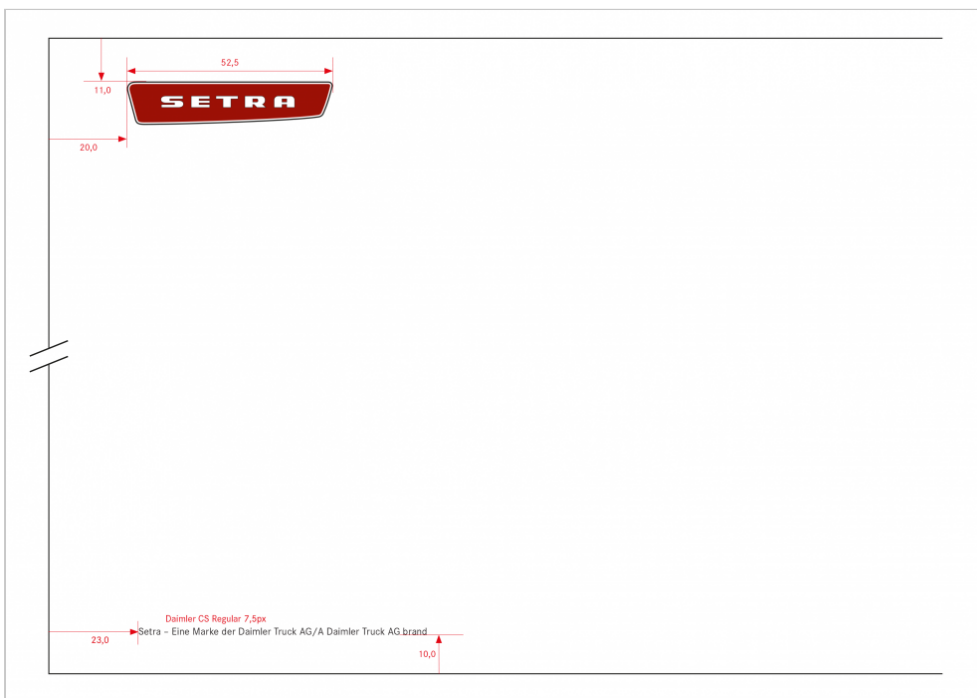 52,5
11,0
SETRA
20,0
Daimler CS Regular 7,5px
Setra – Eine Marke der Daimler Truck AG/A Daimler Truck AG brand
23,0
10,0